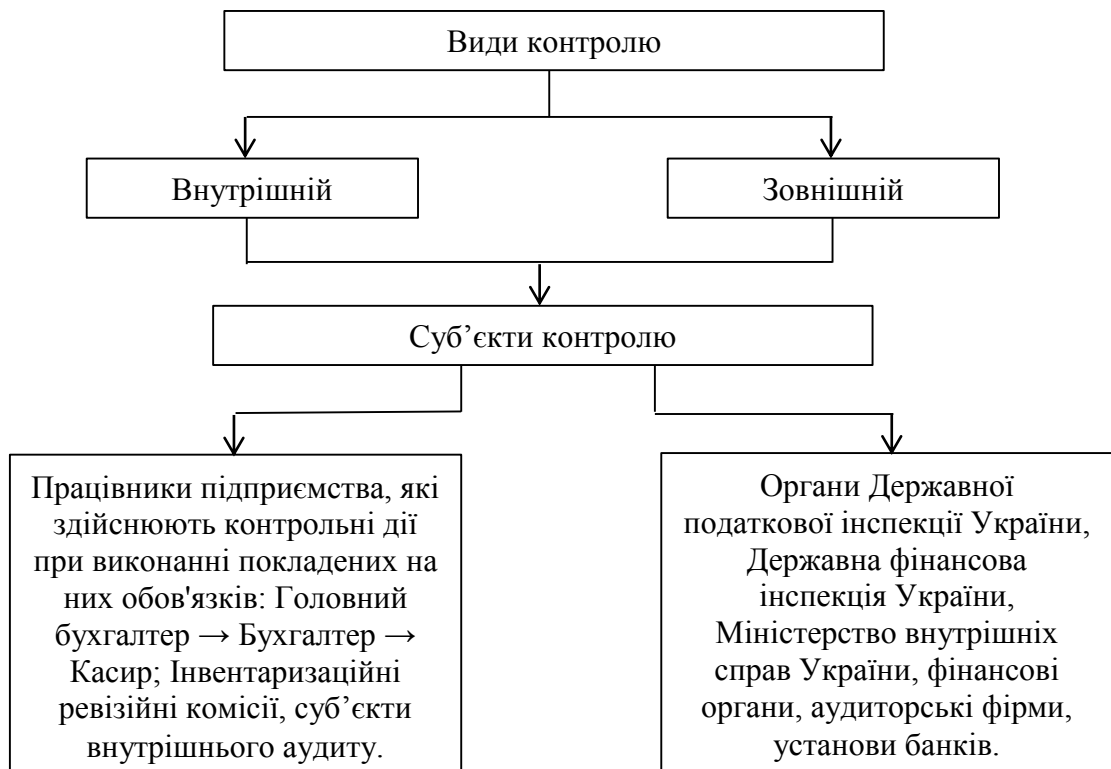 Види контролю
Внутрішній
Зовнішній
Суб’єкти контролю
Працівники підприємства, які
здійснюють контрольні дії
при виконанні покладених на
них обов'язків: Головний
бухгалтер → Бухгалтер →
Касир; Інвентаризаційні
ревізійні комісії, суб’єкти
внутрішнього аудиту.
Органи Державної
податкової інспекції України,
Державна фінансова
інспекція України,
Міністерство внутрішніх
справ України, фінансові
органи, аудиторські фірми,
установи банків.